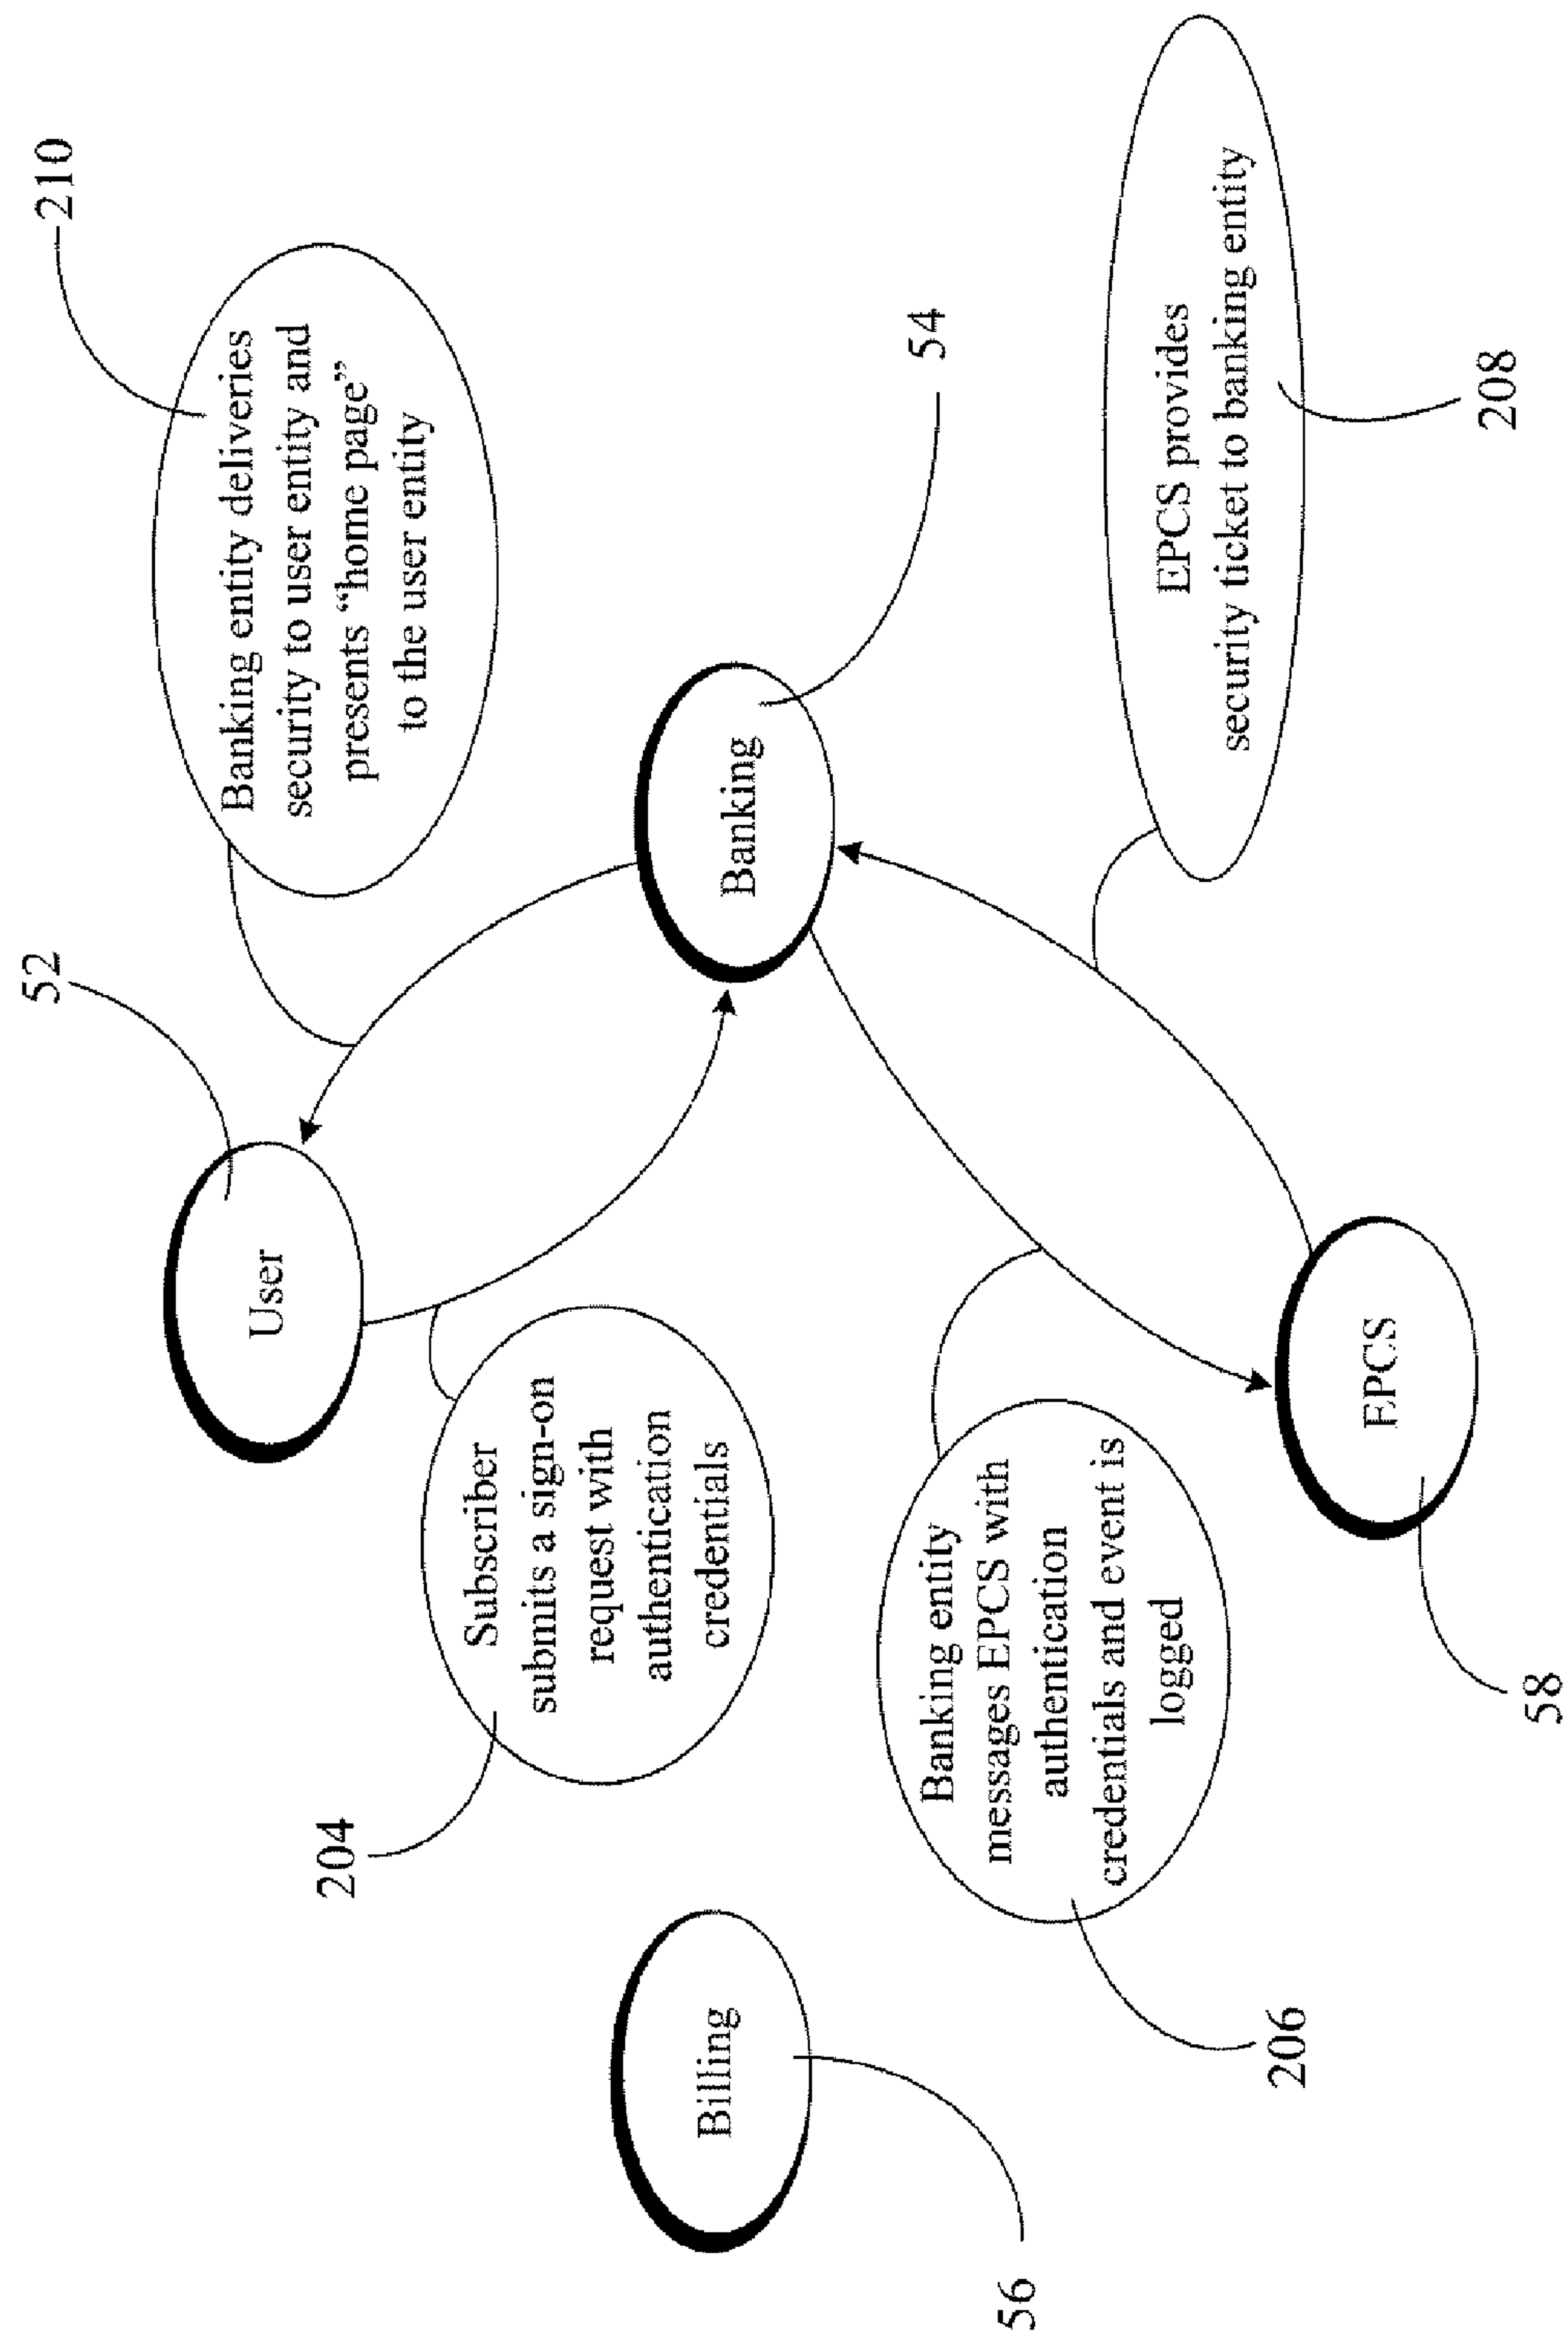 52
User
210
Banking entity deliveries
security to user entity and
presents “home page”
to the user entity
204
Subscriber
submits a sign-on
request with
authentication
credentials
Billing
56
Banking
54
206
Banking entity
messages EPCS with
authentication
credentials and event is
logged
EPCS
58
EPCS provides
security ticket to banking entity
208